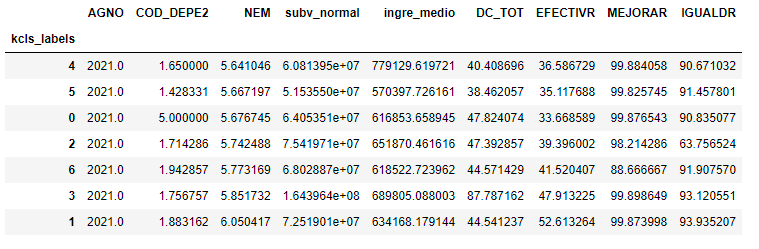 AGNO COD_DEPE2 NEM subv_normal ingre_medio DC_TOT EFECTIVR MEJORAR IGUALDR
kcls_labels
4 2021.0 1.650000 5.641046 6.081395e+07 779129.619721 40.408696 36.586729 99.884058 90.671032
5 2021.0 1.428331 5.667197 5.153550e+07 570397.726161 38.462057 35.117688 99.825745 91.457801
0 2021.0 5.000000 5.676745 6.405351e+07 616853.658945 47.824074 33.668589 99.876543 90.835077
2 2021.0 1.714286 5.742488 7.541971e+07 651870.461616 47.392857 39.396002 98.214286 63.756524
6 2021.0 1.942857 5.773169 6.802887e+07 618522.723962 44.571429 41.520407 88.666667 91.907570
3 2021.0 1.756757 5.851732 1.643964e+08 689805.088003 87.787162 47.913225 99.898649 93.120551
1 2021.0 1.883162 6.050417 7.251901e+07 634168.179144 44.541237 52.613264 99.873998 93.935207